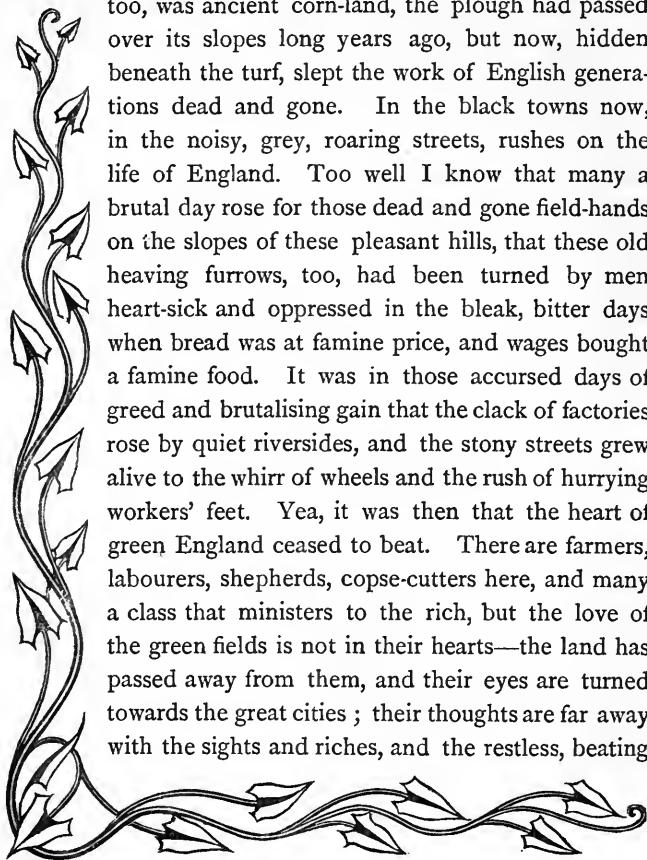 too, was ancient corn-land, the plough had passed
over its slopes long years ago, but now, hidden
beneath the turf, slept the work of English genera-
tions dead and gone. In the black towns now,
in the noisy, grey, roaring streets, rushes on the
life of England. Too well I know that many a
brutal day rose for those dead and gone field-hands
on the slopes of these pleasant hills, that these old
heaving furrows, too, had been turned by men
heart-sick and oppressed in the bleak, bitter days
when bread was at famine price, and wages bought
a famine food. It was in those accursed days of
greed and brutalising gain that the clack of factories
rose by quiet riversides, and the stony streets grew
alive to the whirr of wheels and the rush of hurrying
workers' feet. Yea, it was then that the heart of
green England ceased to beat. There are farmers,
labourers, shepherds, copse-cutters here, and many
a class that ministers to the rich, but the love of
the green fields is not in their hearts—the land has
passed away from them, and their eyes are turned
towards the great cities ; their thoughts are far away
with the sights and riches, and the restless, beating